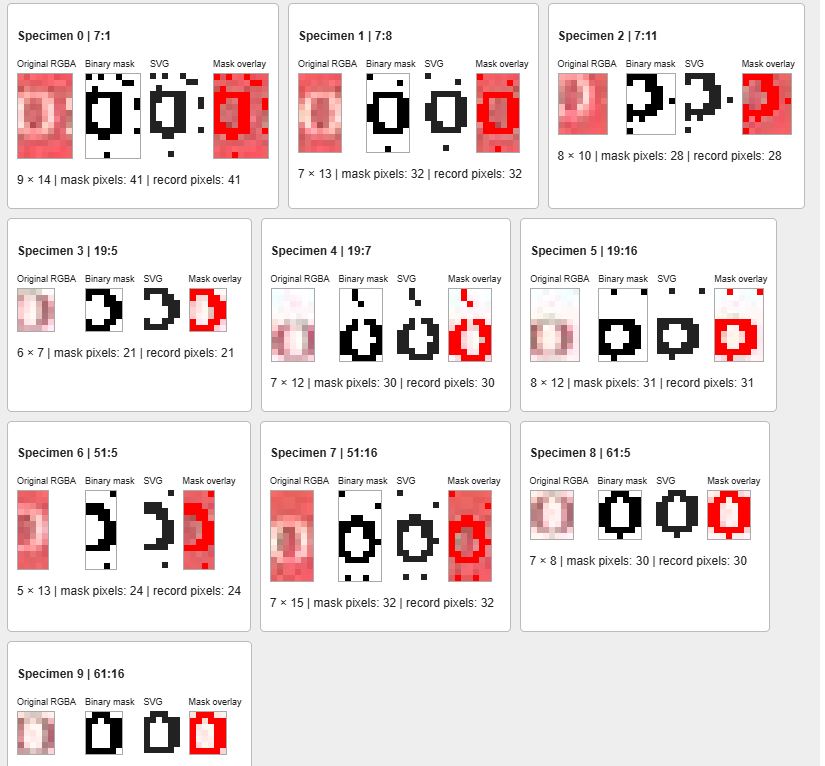 Specimen 0 | 7:1
Original RGBA Binary mask SVG Mask overlay
9 × 14 | mask pixels: 41 | record pixels: 41
Specimen 1 | 7:8
Original RGBA Binary mask SVG Mask overlay
7 × 13 | mask pixels: 32 | record pixels: 32
Specimen 2 | 7:11
Original RGBA Binary mask SVG Mask overlay
8 × 10 | mask pixels: 28 | record pixels: 28
Specimen 3 | 19:5
Original RGBA Binary mask SVG Mask overlay
6 × 7 | mask pixels: 21 | record pixels: 21
Specimen 4 | 19:7
Original RGBA Binary mask SVG Mask overlay
7 × 12 | mask pixels: 30 | record pixels: 30
Specimen 5 | 19:16
Original RGBA Binary mask SVG Mask overlay
8 × 12 | mask pixels: 31 | record pixels: 31
Specimen 6 | 51:5
Original RGBA Binary mask SVG Mask overlay
5 × 13 | mask pixels: 24 | record pixels: 24
Specimen 7 | 51:16
Original RGBA Binary mask SVG Mask overlay
7 × 15 | mask pixels: 32 | record pixels: 32
Specimen 8 | 61:5
Original RGBA Binary mask SVG Mask overlay
7 × 8 | mask pixels: 30 | record pixels: 30
Specimen 9 | 61:16
Original RGBA Binary mask SVG Mask overlay